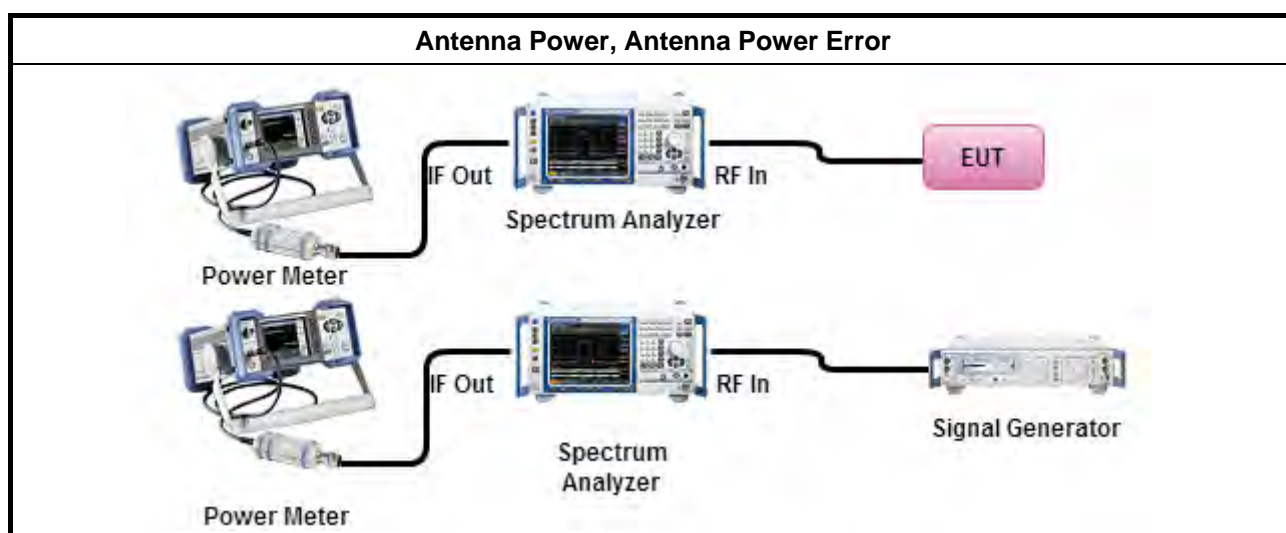 Antenna Power, Antenna Power Error
IF Out
RF In
EUT
Spectrum Analyzer
Power Meter
IF Out
RF In
Signal Generator
Spectrum
Analyzer
Power Meter